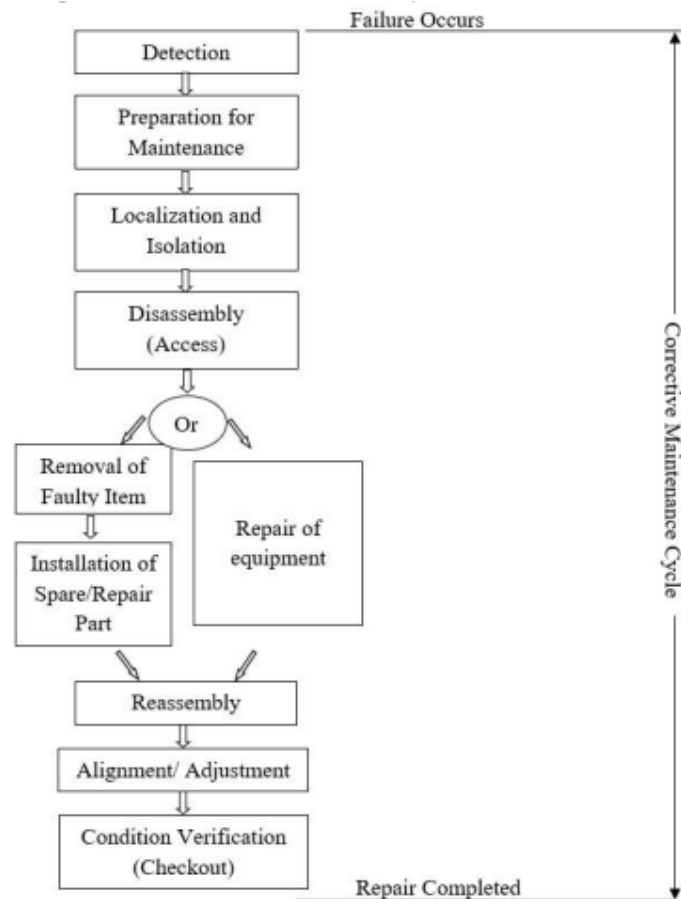 Failure Occurs
Detection
Preparation for
Maintenance
Localization and
Isolation
Disassembly
(Access)
Or
Removal of
Faulty Item
Installation of
Spare/Repair
Part
Repair of
equipment
Reassembly
Alignment/ Adjustment
Condition Verification
(Checkout)
Repair Completed
Corrective Maintenance Cycle